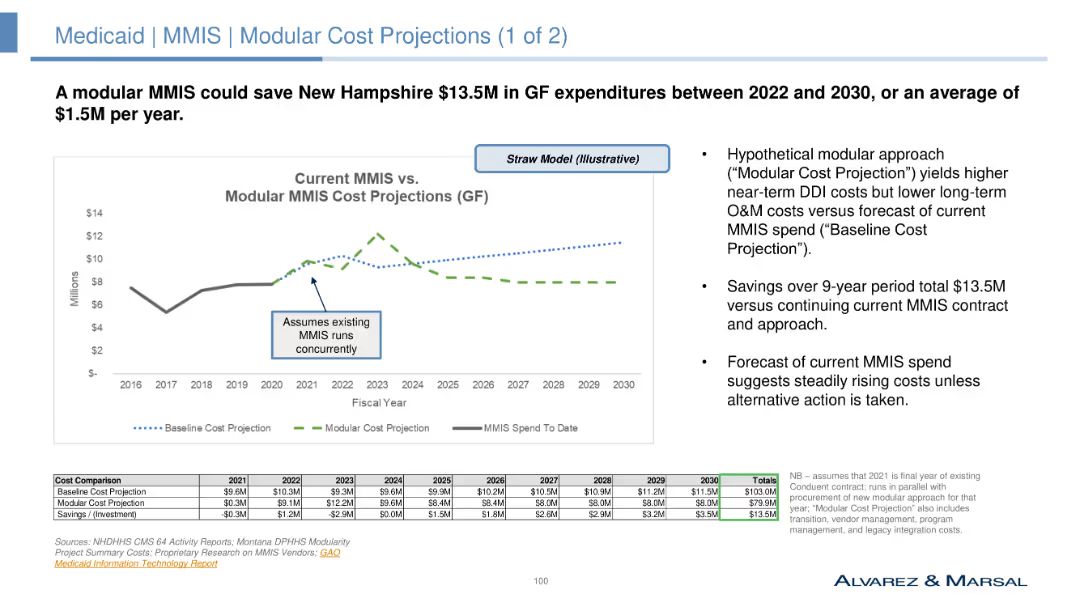 Medicaid | MMIS | Modular Cost Projections (1 of 2)
A modular MMIS could save New Hampshire $13.5M in GF expenditures between 2022 and 2030, or an average of
$1.5M per year.
Straw Model (Illustrative)
Current MMIS vs.
Modular MMIS Cost Projections (GF)
$14
$12
$10
$8
$6
$4
$2
$-
Millions
Assumes existing
MMIS runs
concurrently
2016 2017 2018 2019 2020 2021 2022 2023 2024 2025 2026 2027 2028 2029 2030
Fiscal Year
Baseline Cost Projection Modular Cost Projection MMIS Spend To Date
• Hypothetical modular approach
(“Modular Cost Projection”) yields higher
near-term DDI costs but lower long-term
O&M costs versus forecast of current
MMIS spend (“Baseline Cost
Projection”).
• Savings over 9-year period total $13.5M
versus continuing current MMIS contract
and approach.
• Forecast of current MMIS spend
suggests steadily rising costs unless
alternative action is taken.
Cost Comparison 2021 2022 2023 2024 2025 2026 2027 2028 2029 2030 Totals
Baseline Cost Projection $9.6M $10.3M $9.3M $9.6M $9.9M $10.2M $10.5M $10.9M $11.2M $11.5M $103.0M
Modular Cost Projection $0.3M $9.1M $12.2M $9.6M $8.4M $8.4M $8.0M $8.0M $8.0M $8.0M $79.9M
Savings / (Investment) -$0.3M $1.2M -$2.9M $0.0M $1.5M $1.8M $2.6M $2.9M $3.2M $3.5M $13.5M
NB – assumes that 2021 is final year of existing
Conduent contract; runs in parallel with
procurement of new modular approach for that
year; “Modular Cost Projection” also includes
transition, vendor management, program
management, and legacy integration costs.
Sources: NHDHHS CMS 64 Activity Reports; Montana DPHHS Modularity
Project Summary Costs; Proprietary Research on MMIS Vendors; GAO
Medicaid Information Technology Report
100
ALVAREZ & MARSAL